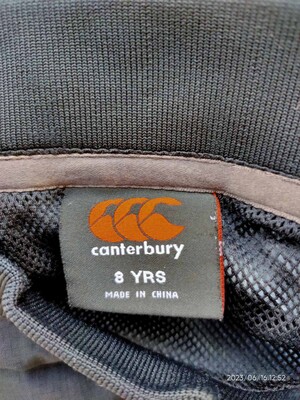 canterbury
8 YRS
MADE IN CHINA
2023/06/16 12:52